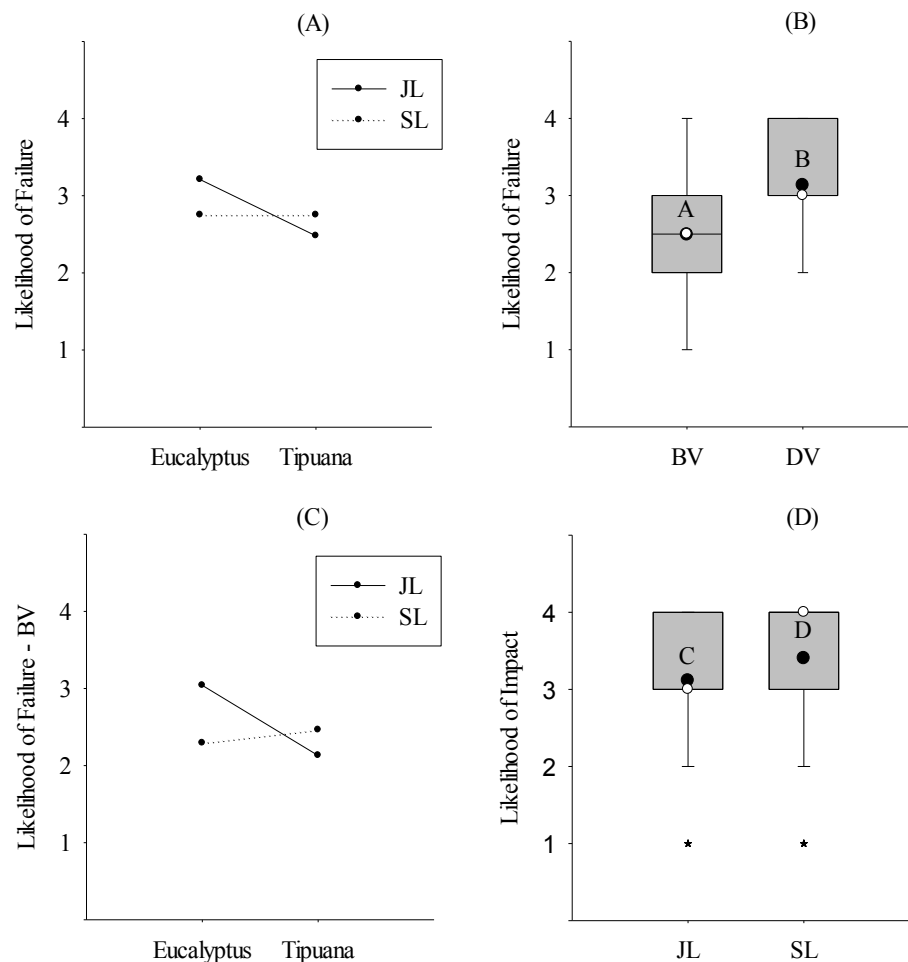 (A)
Likelihood of Failure
4
3
2
1
JL
SL
Eucalyptus Tipuana
(B)
Likelihood of Failure
4
3
2
1
A
B
BV DV
(C)
Likelihood of Failure - BV
4
3
2
1
JL
SL
Eucalyptus Tipuana
(D)
Likelihood of Impact
4
3
2
1
C
D
JL SL